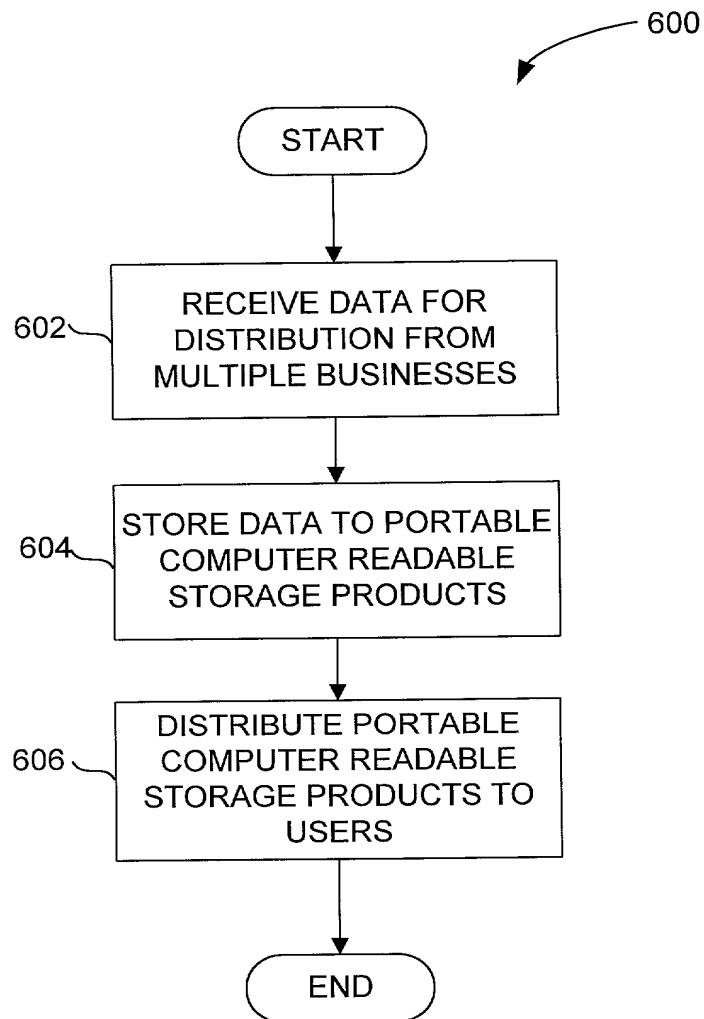 600
START
602
RECEIVE DATA FOR
DISTRIBUTION FROM
MULTIPLE BUSINESSES
604
STORE DATA TO PORTABLE
COMPUTER READABLE
STORAGE PRODUCTS
606
DISTRIBUTE PORTABLE
COMPUTER READABLE
STORAGE PRODUCTS TO
USERS
END